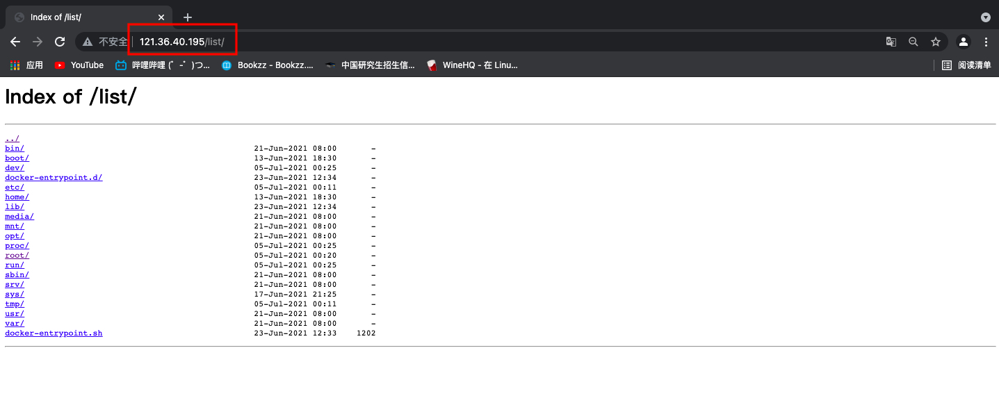 Index of /list/
不安全 121.36.40.195/list/
应用 YouTube 哔哩哔哩 (゜-゜)つ... Bookzz - Bookzz.... 中国研究生招生信... WineHQ - 在 Linu... 阅读清单
Index of /list/
../
bin/ 21-Jun-2021 08:00 -
boot/ 13-Jun-2021 18:30 -
dev/ 05-Jul-2021 00:25 -
docker-entrypoint.d/ 23-Jun-2021 12:34 -
etc/ 05-Jul-2021 00:11 -
home/ 13-Jun-2021 18:30 -
lib/ 23-Jun-2021 12:34 -
media/ 21-Jun-2021 08:00 -
mnt/ 21-Jun-2021 08:00 -
opt/ 21-Jun-2021 08:00 -
proc/ 05-Jul-2021 00:25 -
root/ 05-Jul-2021 00:20 -
run/ 05-Jul-2021 00:25 -
sbin/ 21-Jun-2021 08:00 -
srv/ 21-Jun-2021 08:00 -
sys/ 17-Jun-2021 21:25 -
tmp/ 05-Jul-2021 00:11 -
usr/ 21-Jun-2021 08:00 -
var/ 21-Jun-2021 08:00 -
docker-entrypoint.sh 23-Jun-2021 12:33 1202